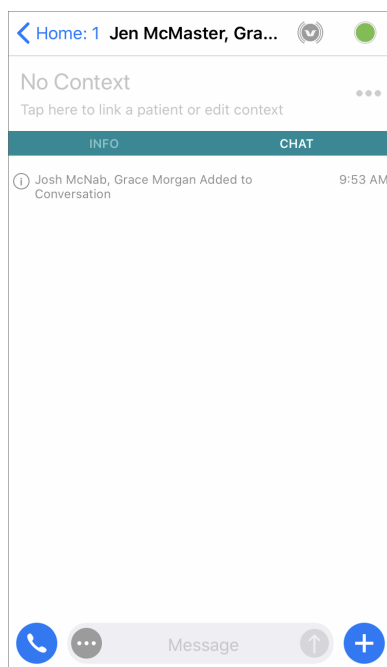 Home: 1 Jen McMaster, Gra...
No Context
Tap here to link a patient or edit context
INFO CHAT
Josh McNab, Grace Morgan Added to 9:53 AM
Conversation
Message